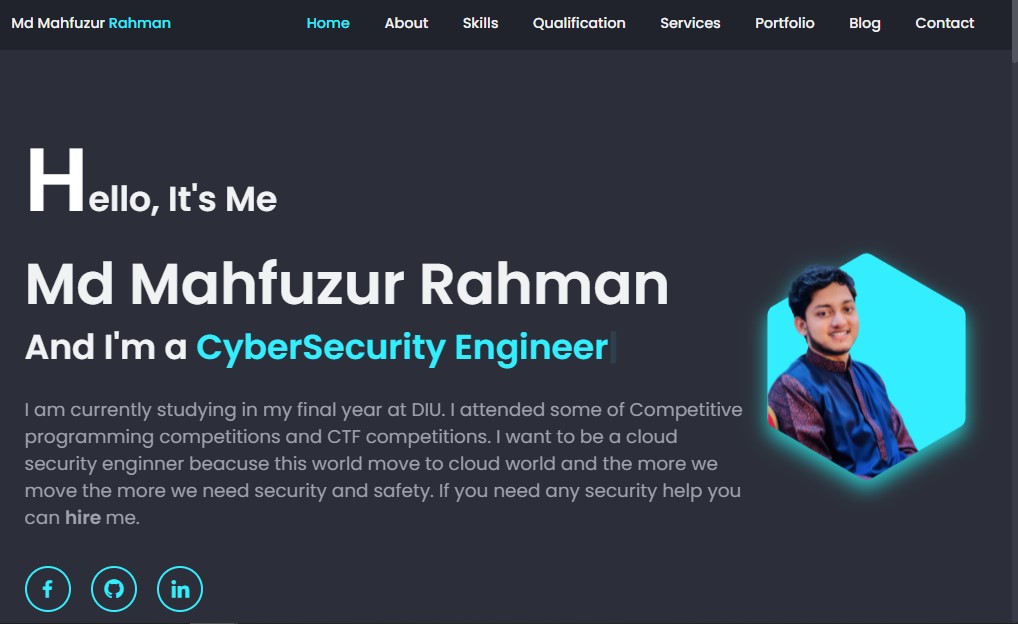 Md Mahfuzur Rahman Home About Skills Qualification Services Portfolio Blog Contact
Hello, It's Me
Md Mahfuzur Rahman
And I'm a CyberSecurity Engineer
I am currently studying in my final year at DIU. I attended some of Competitive
programming competitions and CTF competitions. I want to be a cloud
security enginner beacuse this world move to cloud world and the more we
move the more we need security and safety. If you need any security help you
can hire me.